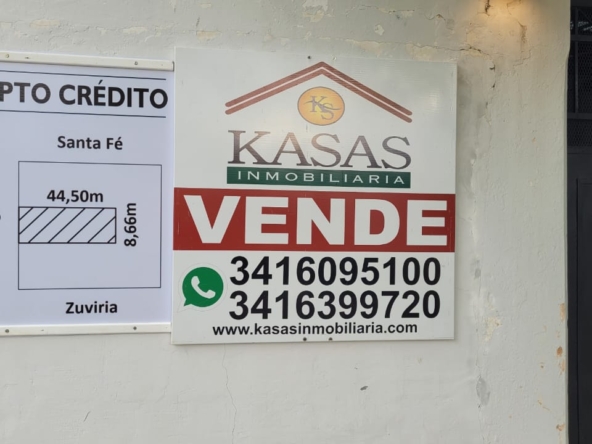 PTO CRÉDITO
Santa Fé
44,50m
8,66m
Zuviria
KS
KASAS
INMOBILIARIA
VENDE
3416095100
3416399720
www.kasasinmobiliaria.com